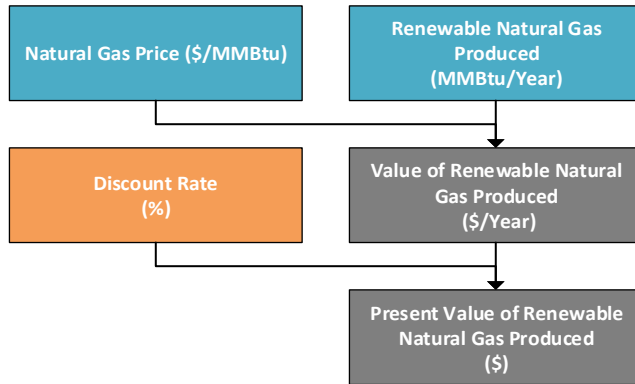 Natural Gas Price ($/MMBtu)
Renewable Natural Gas
Produced
(MMBtu/Year)
Discount Rate
(%)
Value of Renewable Natural
Gas Produced
($/Year)
Present Value of Renewable
Natural Gas Produced
($)